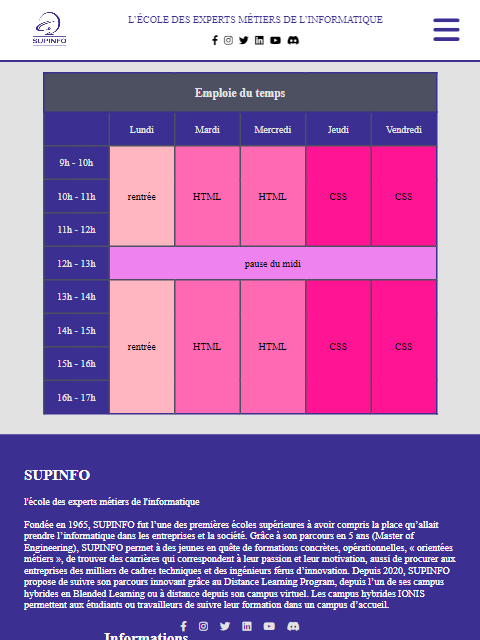 SUPINFO
L'ÉCOLE DES EXPERTS MÉTIERS DE L'INFORMATIQUE
Emploie du temps
Lundi Mardi Mercredi Jeudi Vendredi
9h - 10h
10h - 11h rentrée HTML HTML CSS CSS
11h - 12h
12h - 13h pause du midi
13h - 14h
14h - 15h
rentrée HTML HTML CSS CSS
15h - 16h
16h - 17h
SUPINFO
l'école des experts métiers de l'informatique
Fondée en 1965, SUPINFO fut l’une des premières écoles supérieures à avoir compris la place qu’allait
prendre l’informatique dans les entreprises et la société. Grâce à son parcours en 5 ans (Master of
Engineering), SUPINFO permet à des jeunes en quête de formations concrètes, opérationnelles, « orientées
métiers », de trouver des carrières qui correspondent à leur passion et leur motivation, aussi de procurer aux
entreprises des milliers de cadres techniques et des ingénieurs férus d’innovation. Depuis 2020, SUPINFO
propose de suivre son parcours innovant grâce au Distance Learning Program, depuis l’un de ses campus
hybrides en Blended Learning ou à distance depuis son campus virtuel. Les campus hybrides IONIS
permettent aux étudiants ou travailleurs de suivre leur formation dans un campus d’accueil.
Informations